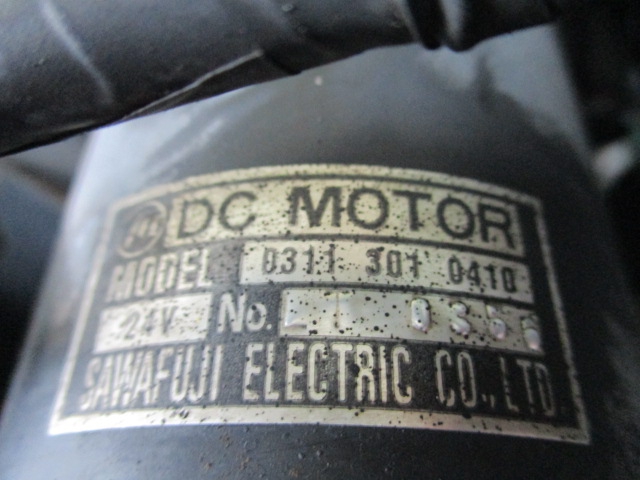 DC MOTOR
MODEL 0311 301 0410
24V No.
SAWAFUJI ELECTRIC CO., LTD.